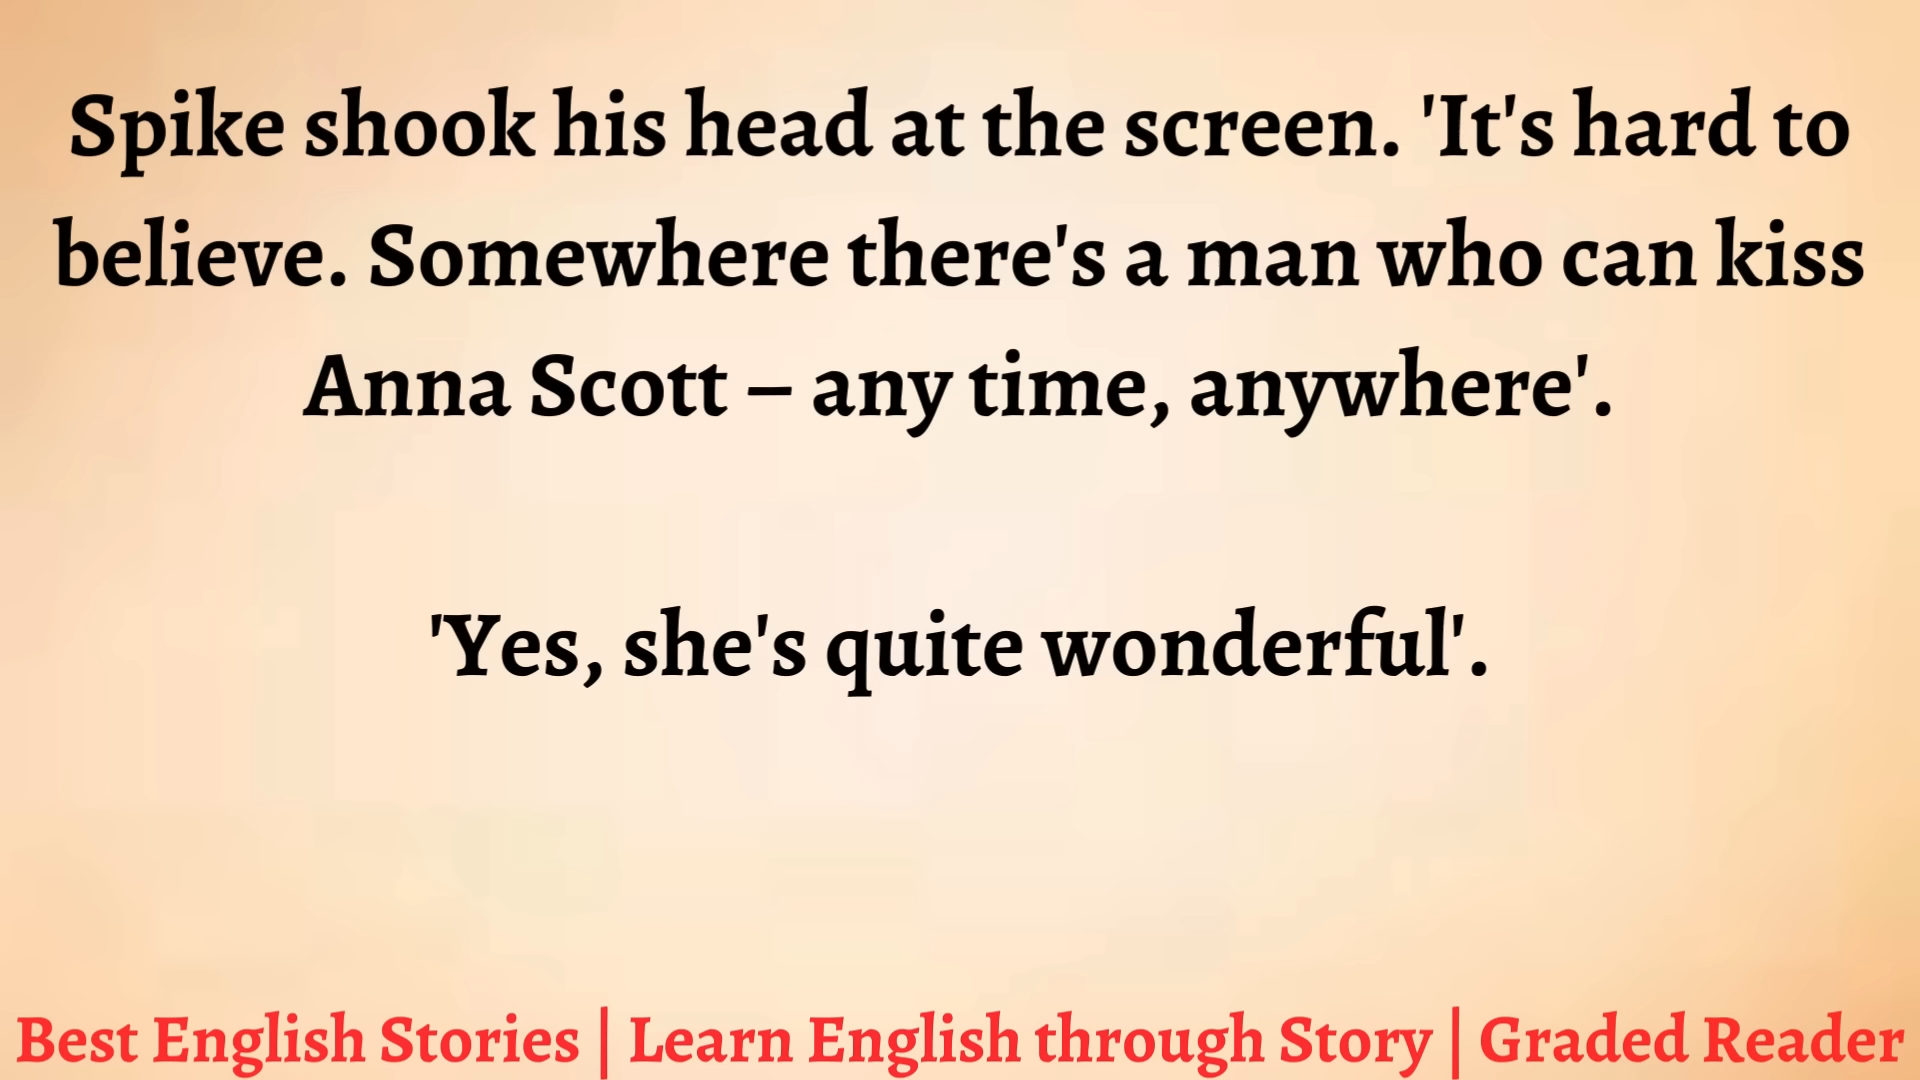 Spike shook his head at the screen. 'It's hard to
believe. Somewhere there's a man who can kiss
Anna Scott – any time, anywhere'.
'Yes, she's quite wonderful'.
Best English Stories | Learn English through Story | Graded Reader